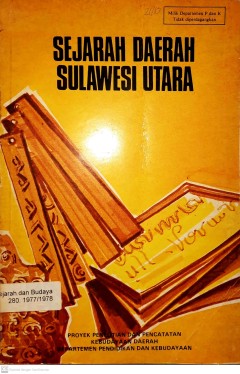 Milik Departemen P dan K
Tidak diperdagangkan
SEJARAH DAERAH
SULAWESI UTARA
Sejarah dan Budaya
280. 1977/1978
PROYEK PENELITIAN DAN PENCATATAN
KEBUDAYAAN DAERAH
DEPARTEMEN PENDIDIKAN DAN KEBUDAYAAN